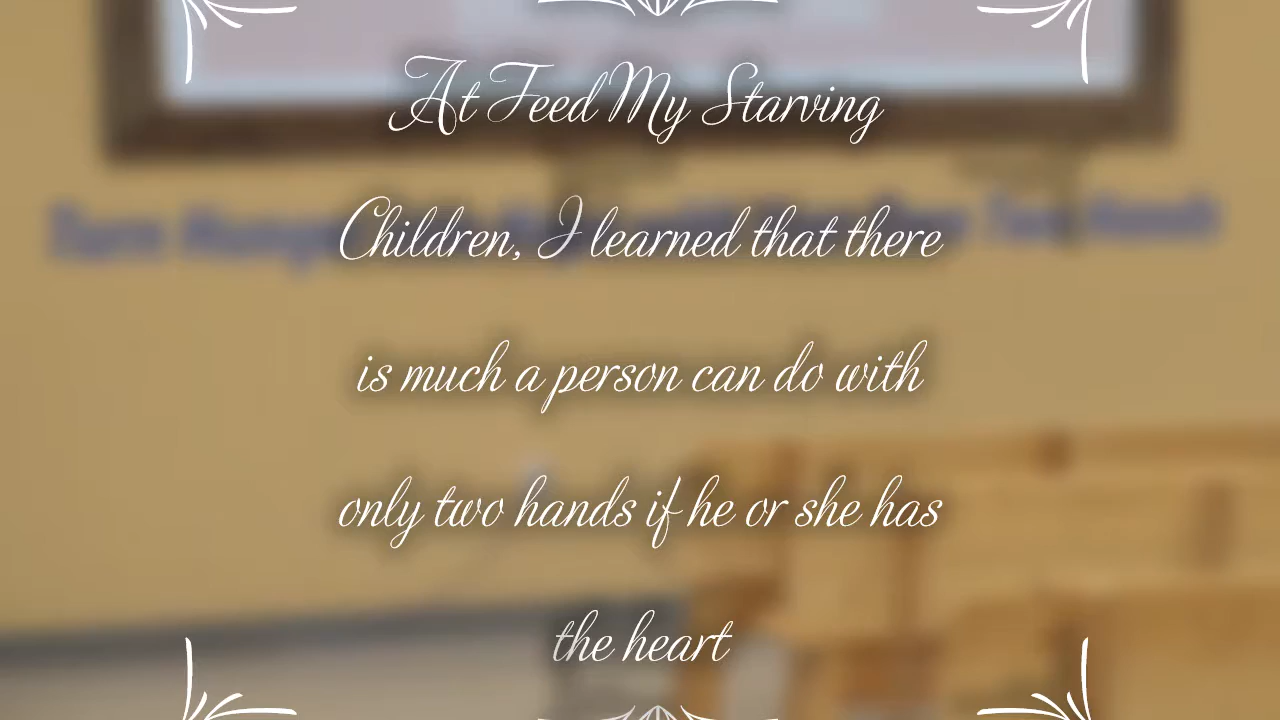 At Feed My Starving
Children, I learned that there
is much a person can do with
only two hands if he or she has
the heart